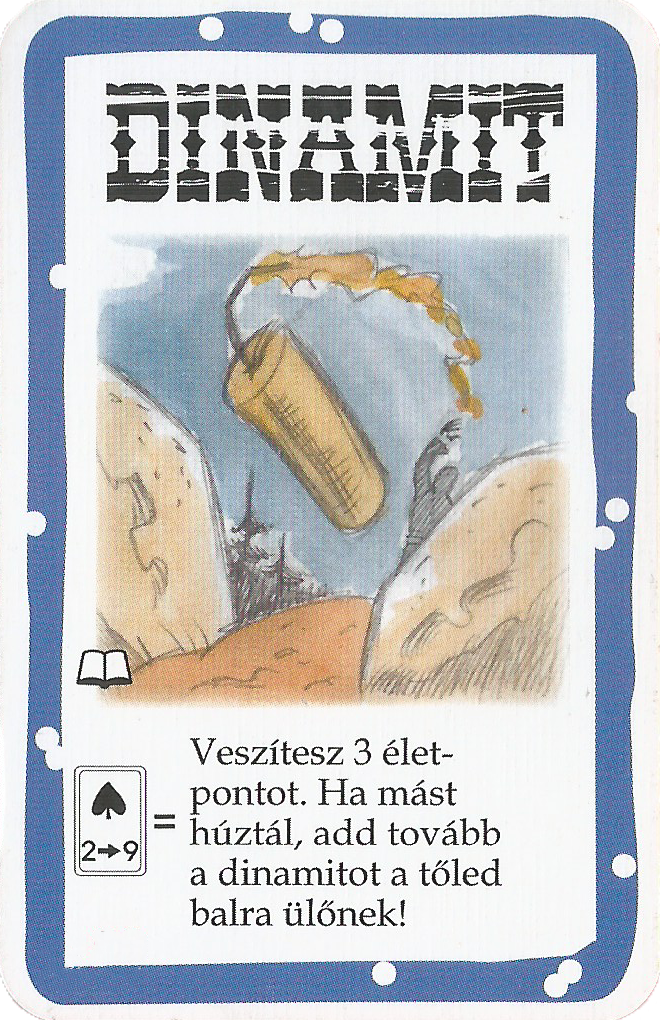 DINAMIT
Veszítesz 3 élet-
pontot. Ha mást
húztál, add tovább
a dinamitot a tőled
balra ülőnek!
♠
2➔9
=